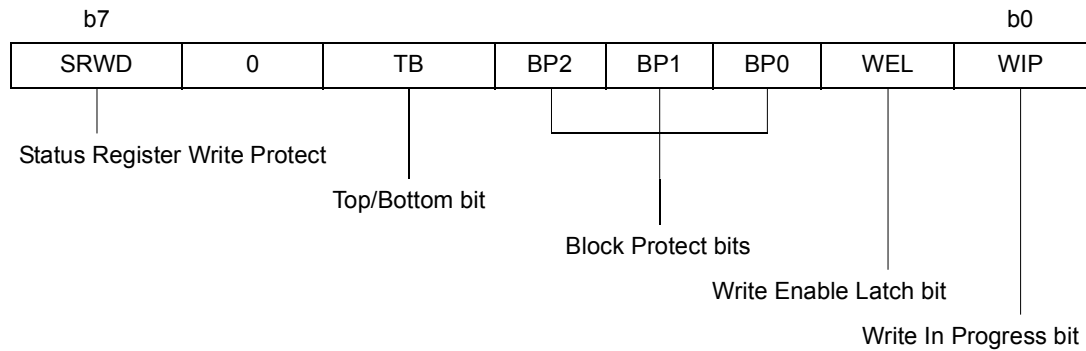 b7 b0
SRWD 0 TB BP2 BP1 BP0 WEL WIP
Status Register Write Protect
Top/Bottom bit
Block Protect bits
Write Enable Latch bit
Write In Progress bit